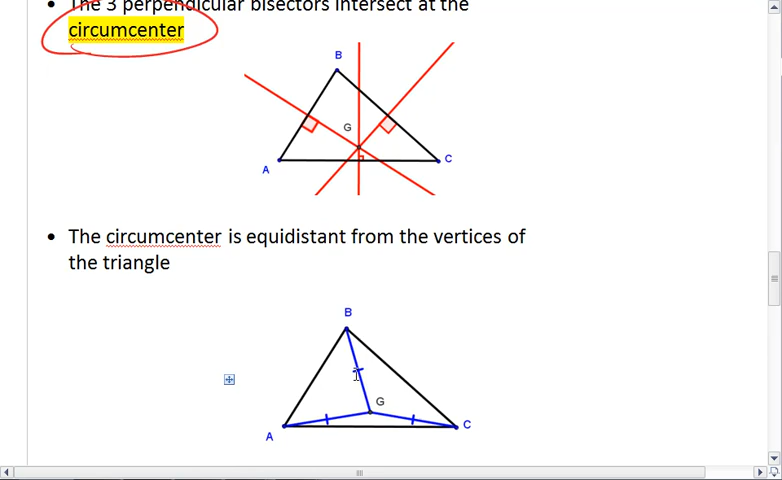 • The 3 perpendicular bisectors intersect at the
circumcenter
B
G
A
C
• The circumcenter is equidistant from the vertices of
the triangle
B
G
A
C